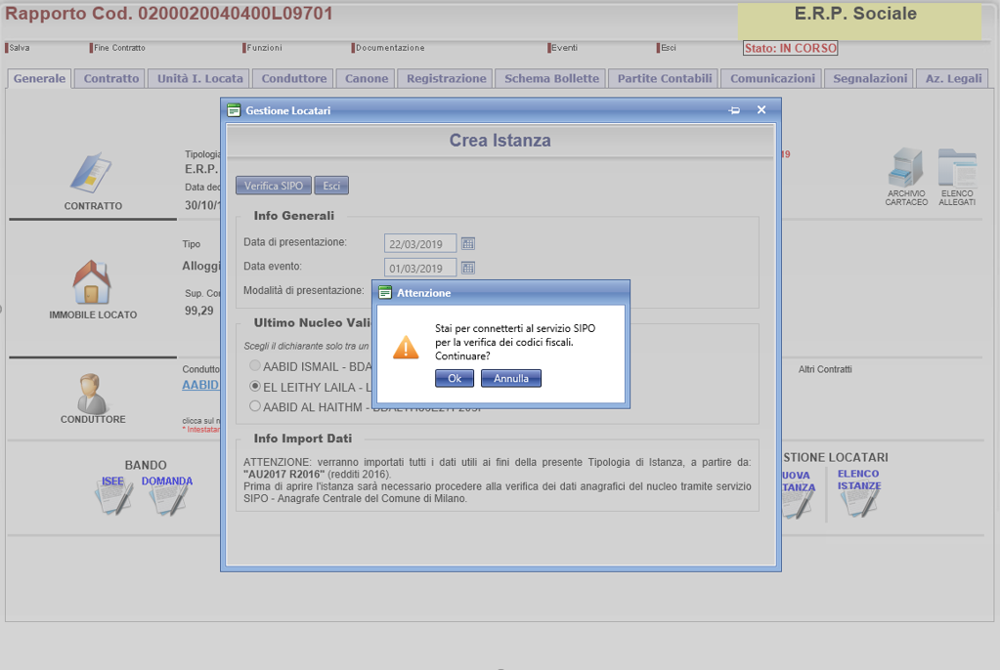 Rapporto Cod. 0200020040400L09701
E.R.P. Sociale
Salva
Fine Contratto
Funzioni
Documentazione
Eventi
Esci
Stato: IN CORSO
Generale
Contratto
Unità I. Locata
Conduttore
Canone
Registrazione
Schema Bollette
Partite Contabili
Comunicazioni
Segnalazioni
Az. Legali
Gestione Locatari
Crea Istanza
Tipologia
E.R.P.
Data dec
30/10/1
19
CONTRATTO
ARCHIVIO
CARTACEO
ELENCO
ALLEGATI
Verifica SIPO
Esci
Info Generali
Data di presentazione:
22/03/2019
Data evento:
01/03/2019
Modalità di presentazione:
Tipo
Alloggi
Sup. Co
99,29
IMMOBILE LOCATO
Attenzione
Stai per connetterti al servizio SIPO
per la verifica dei codici fiscali.
Continuare?
Ok
Annulla
Ultimo Nucleo Vali
Scegli il dichiarante solo tra un
AABID ISMAIL - BDA
EL LEITHY LAILA - L
AABID AL HAITHM -
Condutto
AABID
clicca sul n
* Intestatar
CONDUTTORE
Altri Contratti
Info Import Dati
ATTENZIONE: verranno importati tutti i dati utili ai fini della presente Tipologia di Istanza, a partire da:
"AU2017 R2016" (redditi 2016).
Prima di aprire l'istanza sarà necessario procedere alla verifica dei dati anagrafici del nucleo tramite servizio
SIPO - Anagrafe Centrale del Comune di Milano.
BANDO
ISEE
DOMANDA
STIONE LOCATARI
UOVA
TANZA
ELENCO
ISTANZE